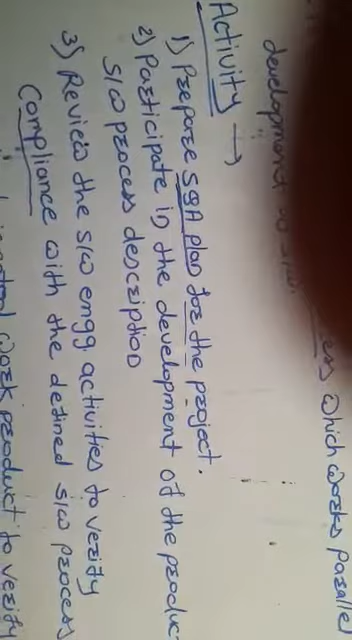 development
which works parallel
Activity →
1) Prepare SQA plan for the project.
2) Participate in the development of the produc
s/w process description
3) Review the s/w engg. activities to verify
Compliance with the defined s/w process
work product to verify